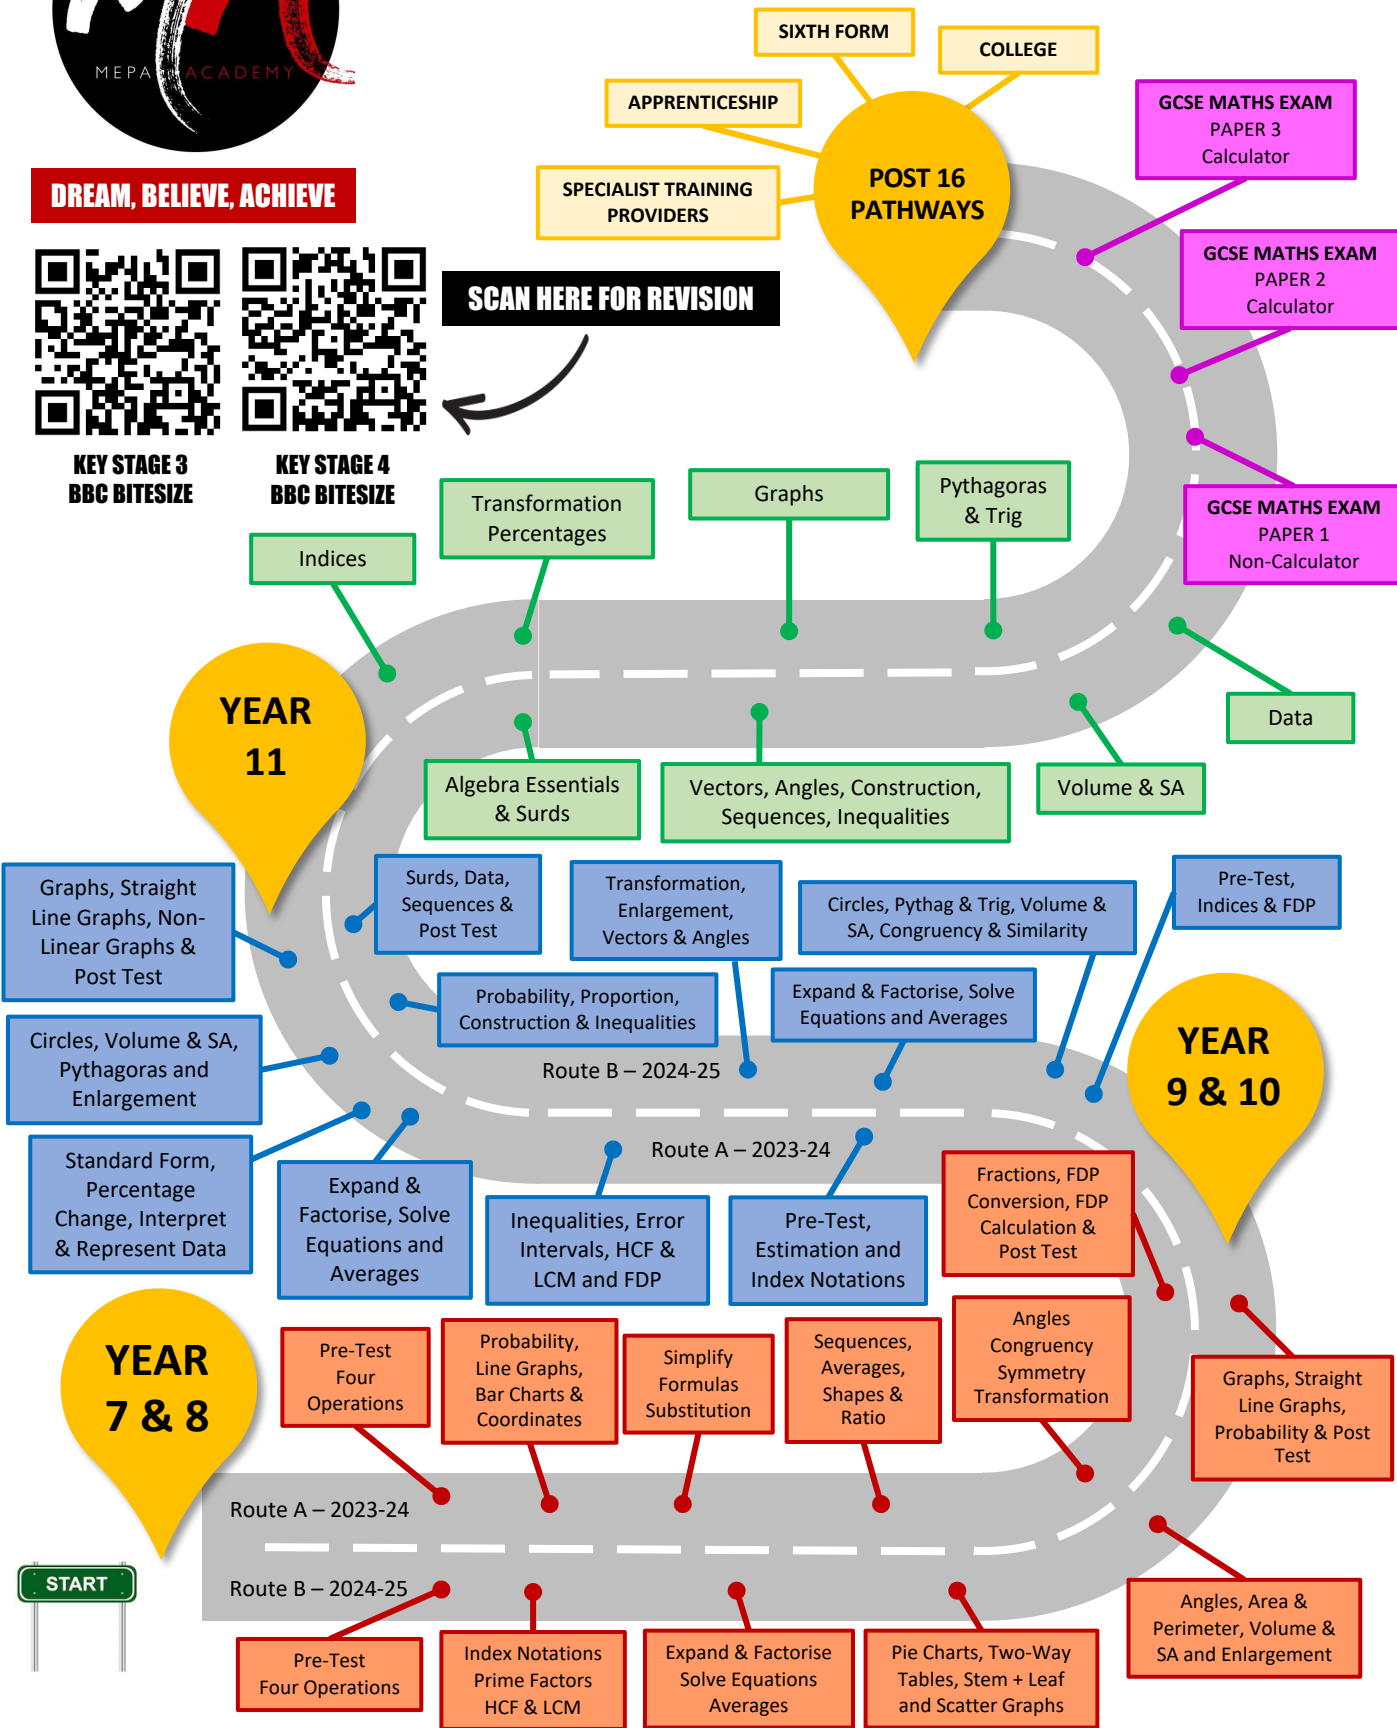 MEPA ACADEMY
DREAM, BELIEVE, ACHIEVE
SCAN HERE FOR REVISION
KEY STAGE 3
BBC BITESIZE
KEY STAGE 4
BBC BITESIZE
SIXTH FORM
COLLEGE
APPRENTICESHIP
SPECIALIST TRAINING
PROVIDERS
POST 16
PATHWAYS
GCSE MATHS EXAM
PAPER 3
Calculator
GCSE MATHS EXAM
PAPER 2
Calculator
GCSE MATHS EXAM
PAPER 1
Non-Calculator
Indices
Transformation
Percentages
Graphs
Pythagoras
& Trig
Data
YEAR
11
Algebra Essentials
& Surds
Vectors, Angles, Construction,
Sequences, Inequalities
Volume & SA
Graphs, Straight
Line Graphs, Non-
Linear Graphs &
Post Test
Surds, Data,
Sequences &
Post Test
Transformation,
Enlargement,
Vectors & Angles
Circles, Pythag & Trig, Volume &
SA, Congruency & Similarity
Pre-Test,
Indices & FDP
Probability, Proportion,
Construction & Inequalities
Expand & Factorise, Solve
Equations and Averages
Circles, Volume & SA,
Pythagoras and
Enlargement
Route B – 2024-25
YEAR
9 & 10
Route A – 2023-24
Standard Form,
Percentage
Change, Interpret
& Represent Data
Expand &
Factorise, Solve
Equations and
Averages
Inequalities, Error
Intervals, HCF &
LCM and FDP
Pre-Test,
Estimation and
Index Notations
Fractions, FDP
Conversion, FDP
Calculation &
Post Test
YEAR
7 & 8
Pre-Test
Four
Operations
Probability,
Line Graphs,
Bar Charts &
Coordinates
Simplify
Formulas
Substitution
Sequences,
Averages,
Shapes &
Ratio
Angles
Congruency
Symmetry
Transformation
Graphs, Straight
Line Graphs,
Probability & Post
Test
Route A – 2023-24
Route B – 2024-25
START
Pre-Test
Four Operations
Index Notations
Prime Factors
HCF & LCM
Expand & Factorise
Solve Equations
Averages
Pie Charts, Two-Way
Tables, Stem + Leaf
and Scatter Graphs
Angles, Area &
Perimeter, Volume &
SA and Enlargement